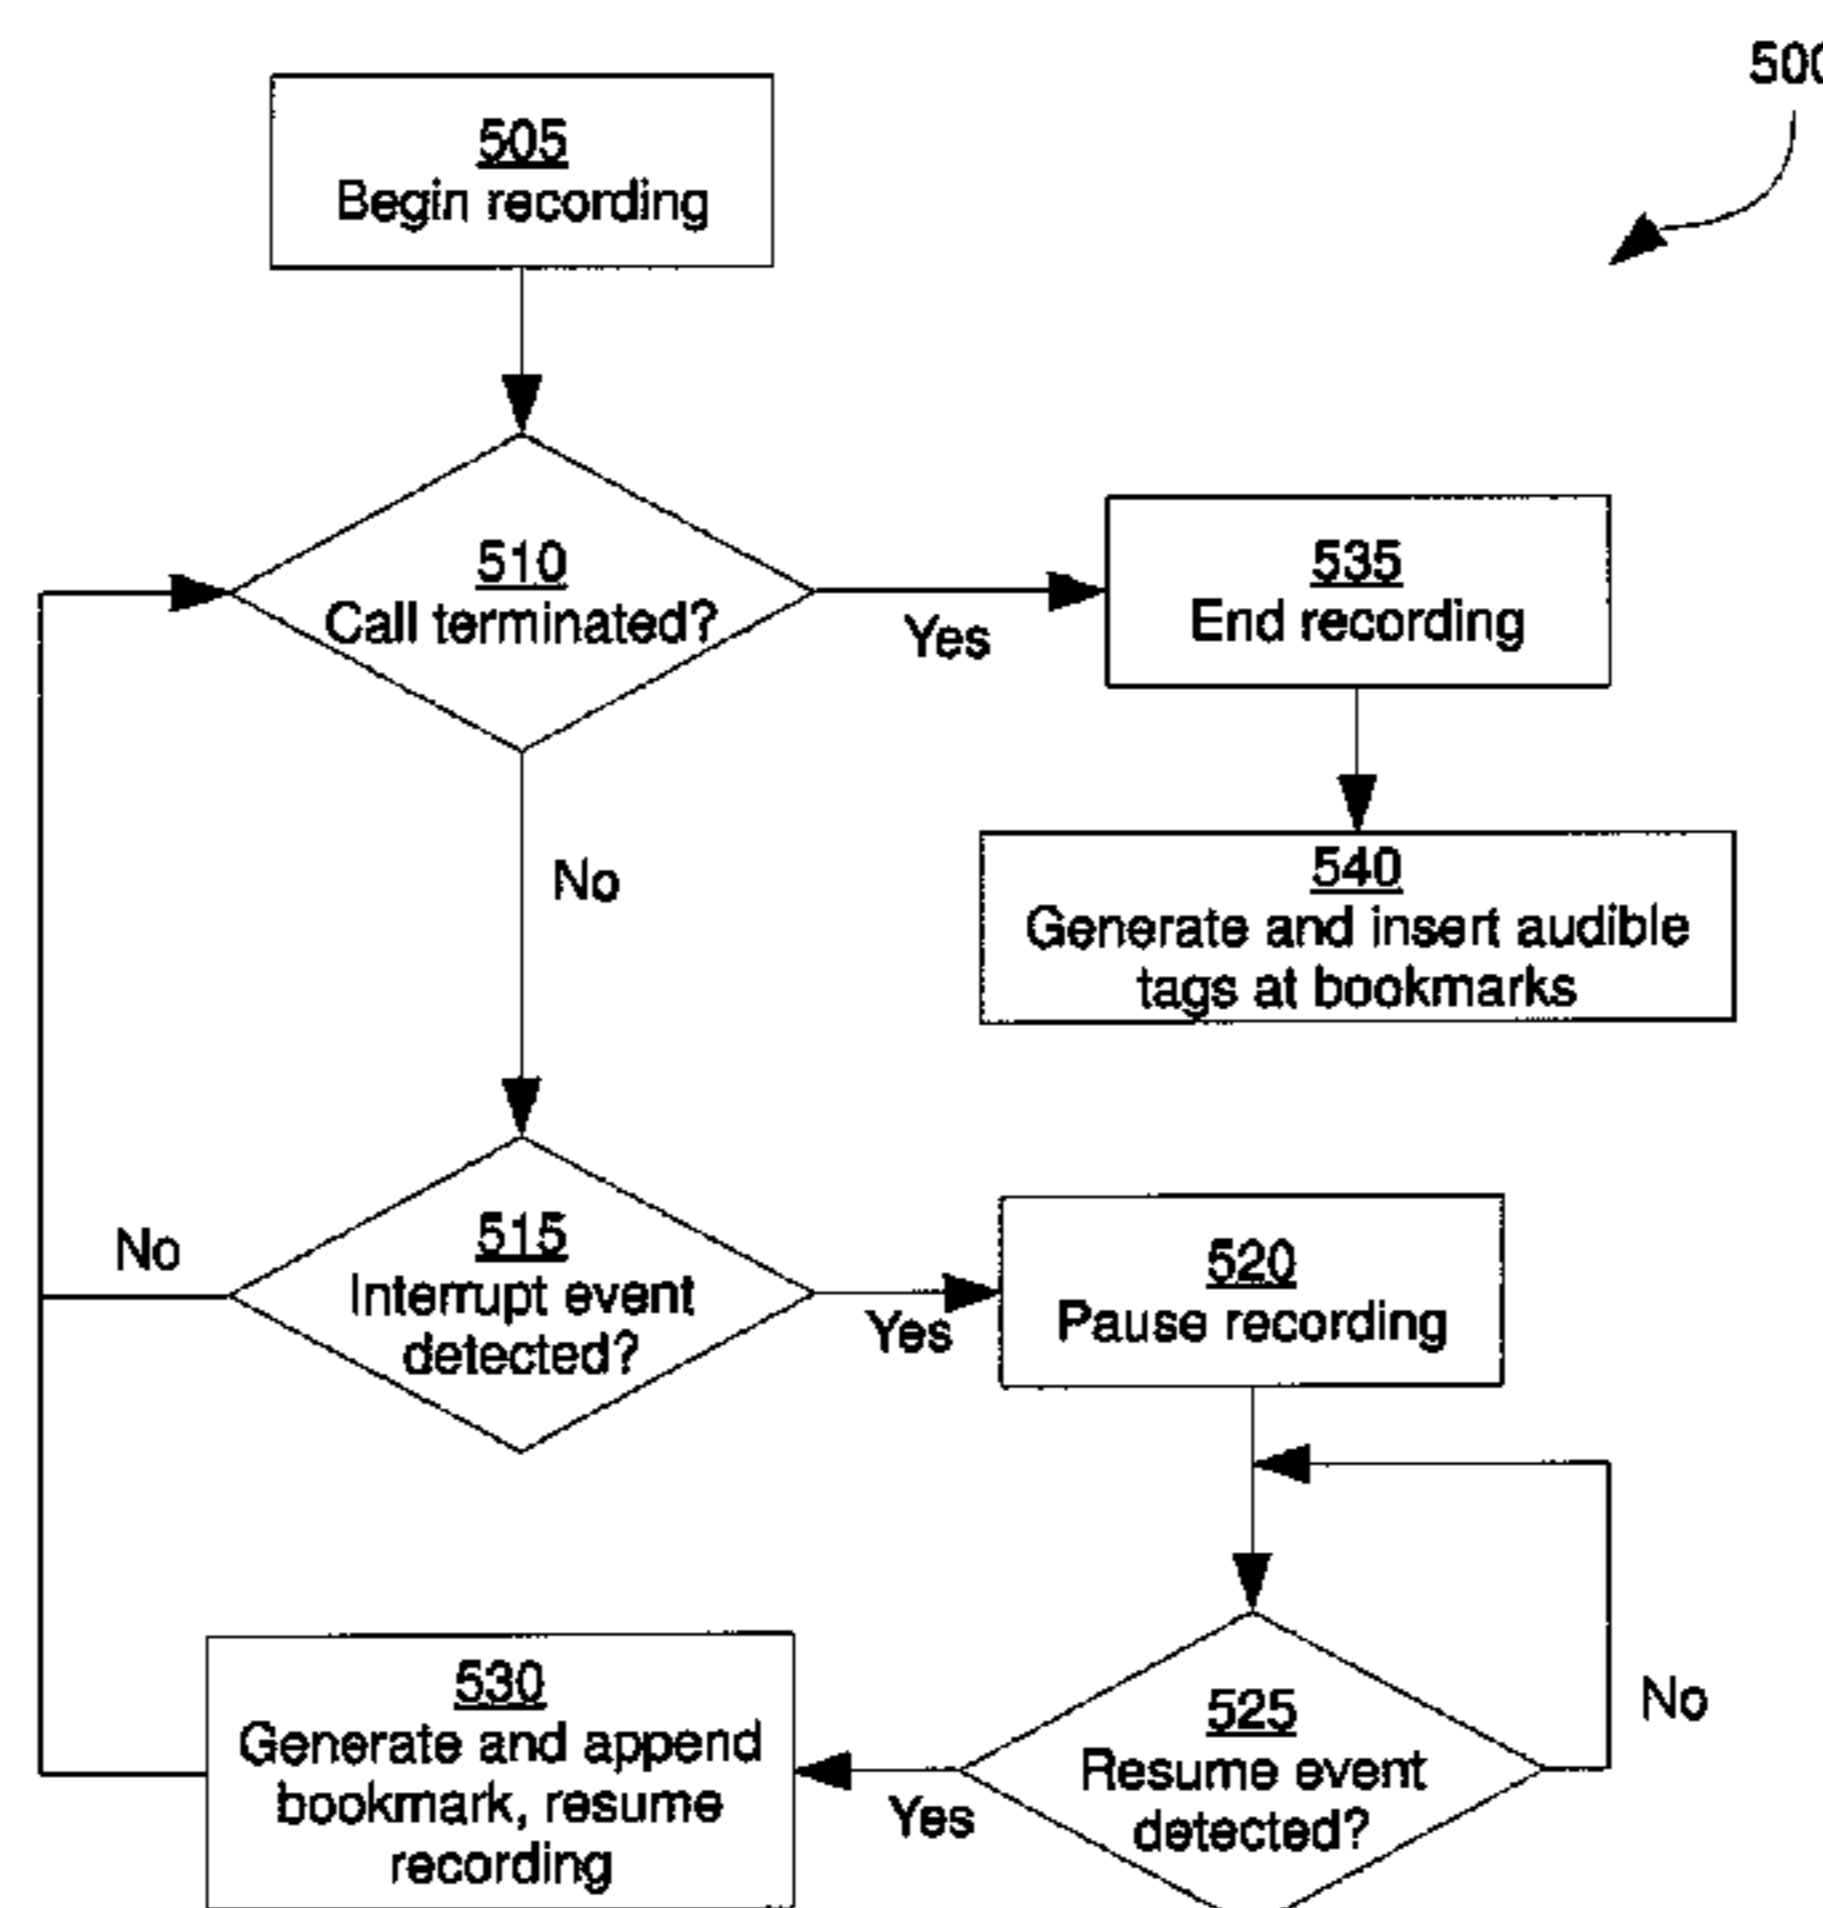 500
505
Begin recording
510
Call terminated?
Yes
535
End recording
No
540
Generate and insert audible
tags at bookmarks
No
515
Interrupt event
detected?
Yes
520
Pause recording
530
Generate and append
bookmark, resume
recording
Yes
525
Resume event
detected?
No